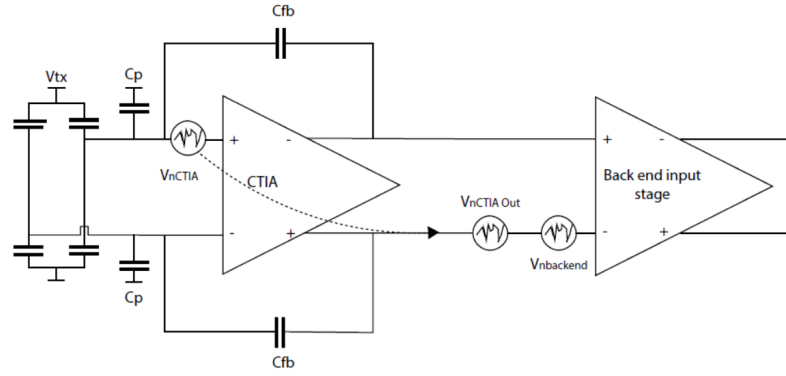 Cfb
Vtx
Cp
+
-
+
-
VnCTIA
CTIA
Back end input
stage
VnCTIA Out
-
+
-
+
Vnbackend
Cp
Cfb